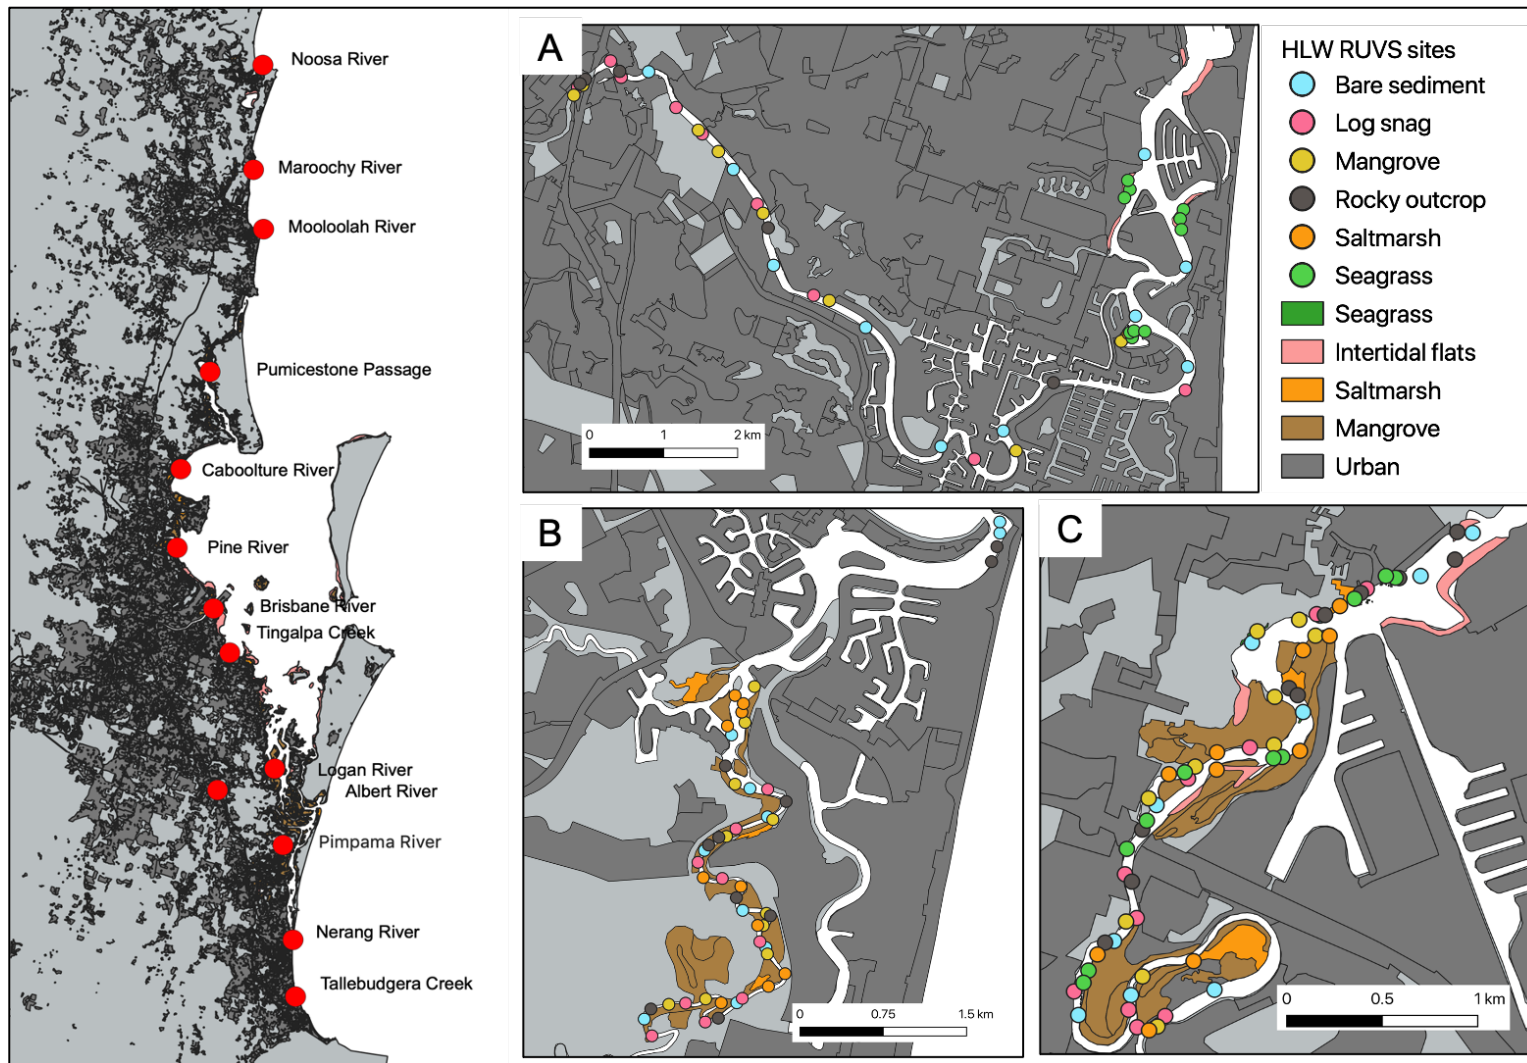 Noosa River
Maroochy River
Mooloolah River
Pumicestone Passage
Caboolture River
Pine River
Brisbane River
Tingalpa Creek
Logan River
Albert River
Pimpama River
Nerang River
Tallebudgera Creek
A
0 1 2 km
HLW RUVS sites
Bare sediment
Log snag
Mangrove
Rocky outcrop
Saltmarsh
Seagrass
Seagrass
Intertidal flats
Saltmarsh
Mangrove
Urban
B
0 0.75 1.5 km
C
0 0.5 1 km